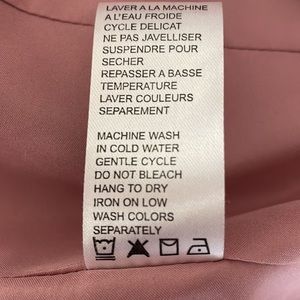 LAVER A LA MACHINE
A L'EAU FROIDE
CYCLE DELICAT
NE PAS JAVELLISER
SUSPENDRE POUR
SECHER
REPASSER A BASSE
TEMPERATURE
LAVER COULEURS
SEPAREMENT
MACHINE WASH
IN COLD WATER
GENTLE CYCLE
DO NOT BLEACH
HANG TO DRY
IRON ON LOW
WASH COLORS
SEPARATELY